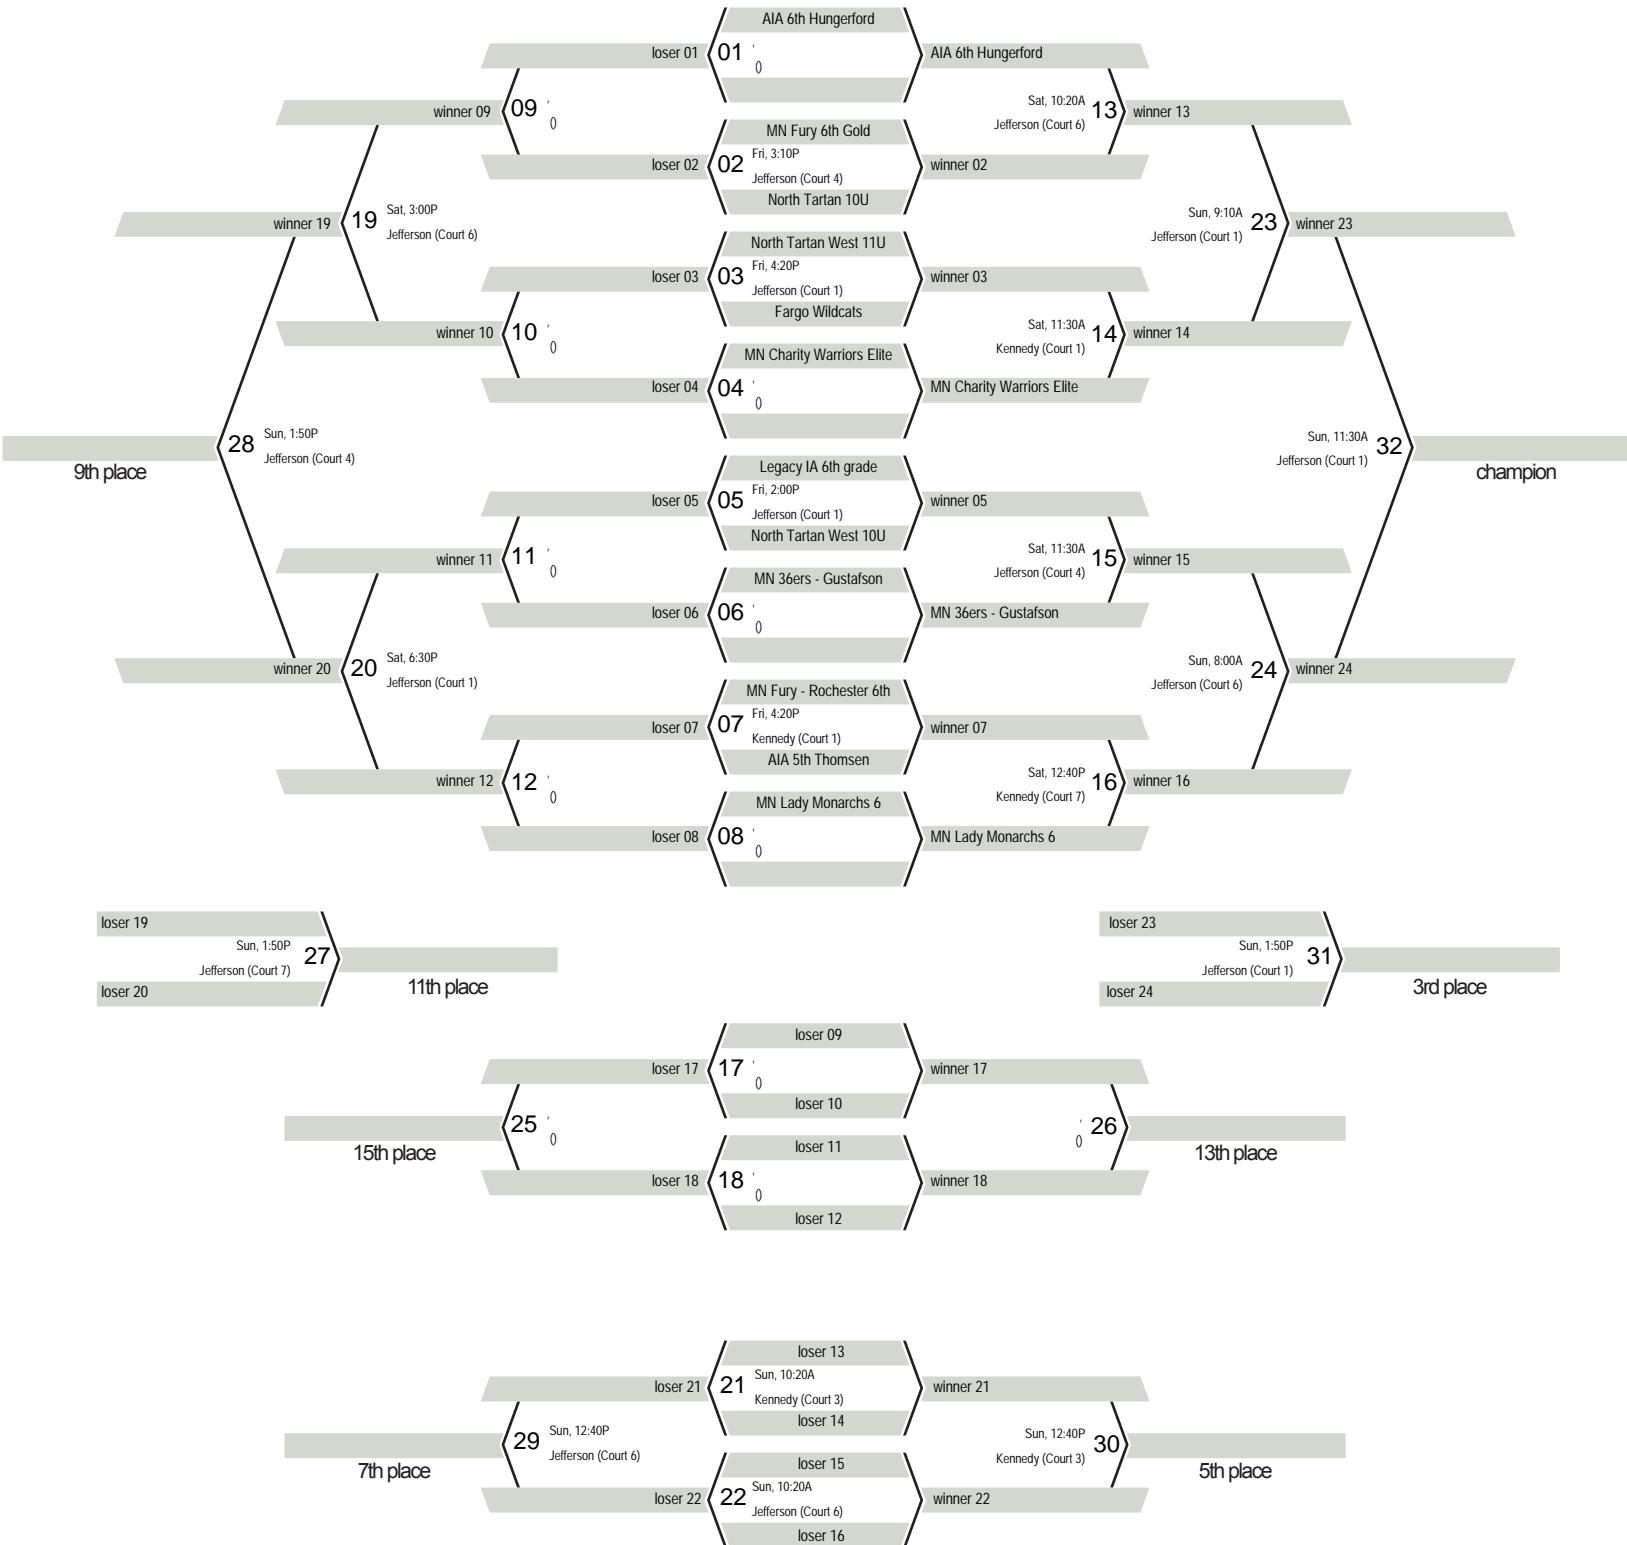 AIA 6th Hungerford
loser 01
01 ,
()
AIA 6th Hungerford
winner 09
09 ,
()
Sat, 10:20A
Jefferson (Court 6)
13
winner 13
MN Fury 6th Gold
loser 02
02 Fri, 3:10P
Jefferson (Court 4)
winner 02
North Tartan 10U
winner 19
19 Sat, 3:00P
Jefferson (Court 6)
Sun, 9:10A
Jefferson (Court 1)
23
winner 23
North Tartan West 11U
loser 03
03 Fri, 4:20P
Jefferson (Court 1)
winner 03
Fargo Wildcats
winner 10
10 ,
()
Sat, 11:30A
Kennedy (Court 1)
14
winner 14
MN Charity Warriors Elite
loser 04
04 ,
()
MN Charity Warriors Elite
28 Sun, 1:50P
Jefferson (Court 4)
9th place
Sun, 11:30A
Jefferson (Court 1)
32
champion
Legacy IA 6th grade
loser 05
05 Fri, 2:00P
Jefferson (Court 1)
winner 05
North Tartan West 10U
winner 11
11 ,
()
Sat, 11:30A
Jefferson (Court 4)
15
winner 15
MN 36ers - Gustafson
loser 06
06 ,
()
MN 36ers - Gustafson
winner 20
20 Sat, 6:30P
Jefferson (Court 1)
Sun, 8:00A
Jefferson (Court 6)
24
winner 24
MN Fury - Rochester 6th
loser 07
07 Fri, 4:20P
Kennedy (Court 1)
winner 07
AIA 5th Thomsen
winner 12
12 ,
()
Sat, 12:40P
Kennedy (Court 7)
16
winner 16
MN Lady Monarchs 6
loser 08
08 ,
()
MN Lady Monarchs 6
loser 19
Sun, 1:50P
Jefferson (Court 7)
27
loser 20
11th place
loser 23
Sun, 1:50P
Jefferson (Court 1)
31
loser 24
3rd place
loser 09
loser 17
17 ,
()
winner 17
loser 10
25 ,
()
15th place
,
()
26
13th place
loser 11
loser 18
18 ,
()
winner 18
loser 12
loser 13
loser 21
21 Sun, 10:20A
Kennedy (Court 3)
winner 21
loser 14
29 Sun, 12:40P
Jefferson (Court 6)
7th place
Sun, 12:40P
Kennedy (Court 3)
30
5th place
loser 15
loser 22
22 Sun, 10:20A
Jefferson (Court 6)
winner 22
loser 16